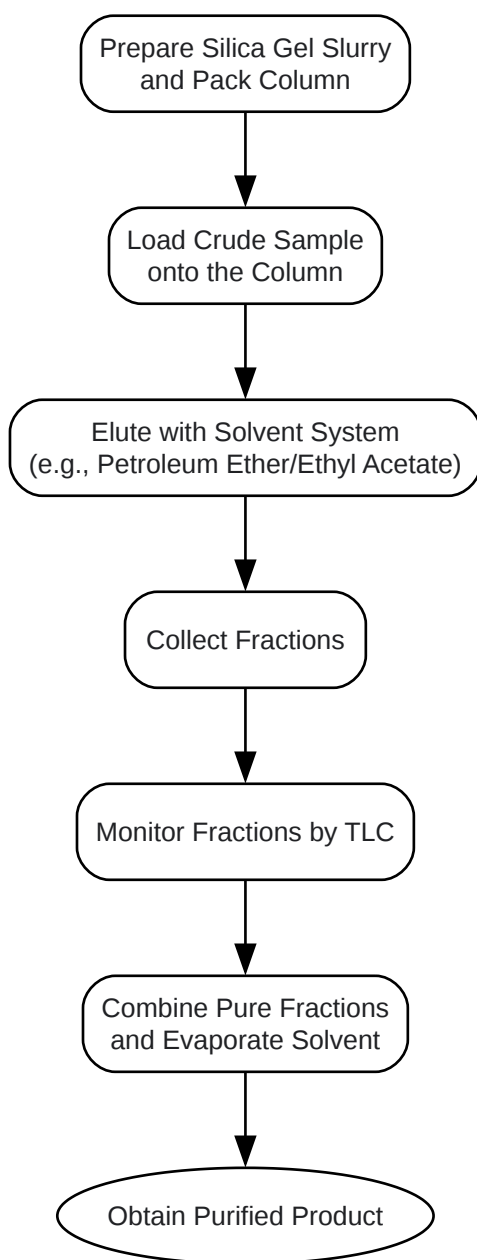 Prepare Silica Gel Slurry
and Pack Column
Load Crude Sample
onto the Column
Elute with Solvent System
(e.g., Petroleum Ether/Ethyl Acetate)
Collect Fractions
Monitor Fractions by TLC
Combine Pure Fractions
and Evaporate Solvent
Obtain Purified Product